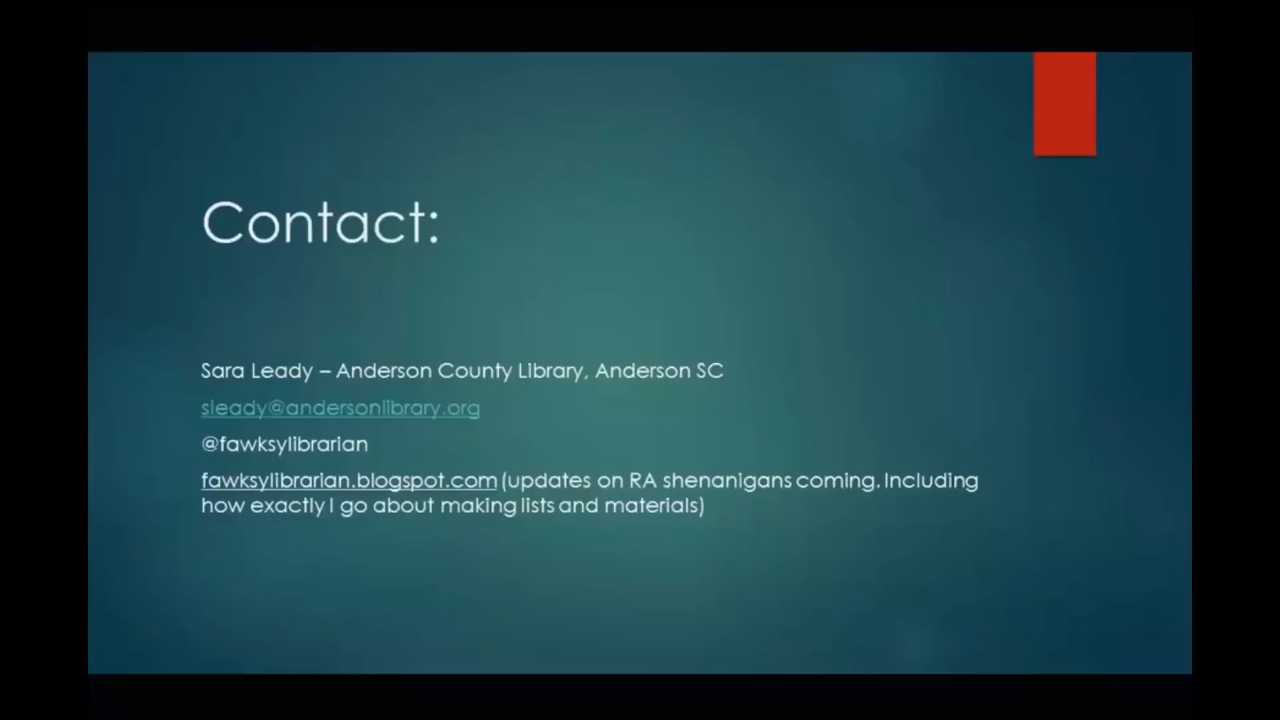 Contact:
Sara Leady – Anderson County Library, Anderson SC
sleady@andersonlibrary.org
@fawksylibrarian
fawksylibrarian.blogspot.com (updates on RA shenanigans coming. Including
how exactly I go about making lists and materials)